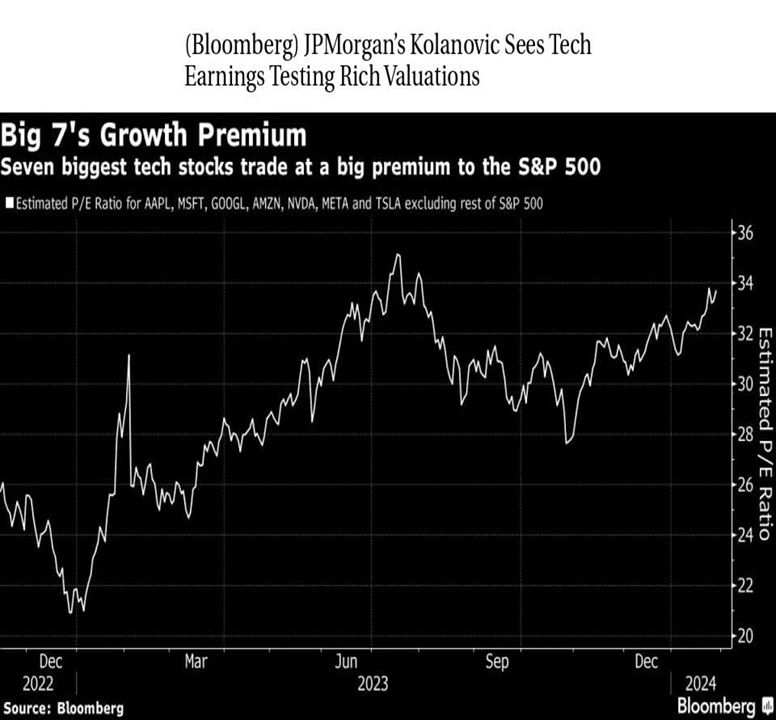 (Bloomberg) JPMorgan’s Kolanovic Sees Tech
Earnings Testing Rich Valuations
Big 7's Growth Premium
Seven biggest tech stocks trade at a big premium to the S&P 500
Estimated P/E Ratio for AAPL, MSFT, GOOGL, AMZN, NVDA, META and TSLA excluding rest of S&P 500
36
34
32
30
28
26
24
22
20
Estimated P/E Ratio
Dec Mar Jun Sep Dec
2022 2023 2024
Source: Bloomberg
Bloomberg